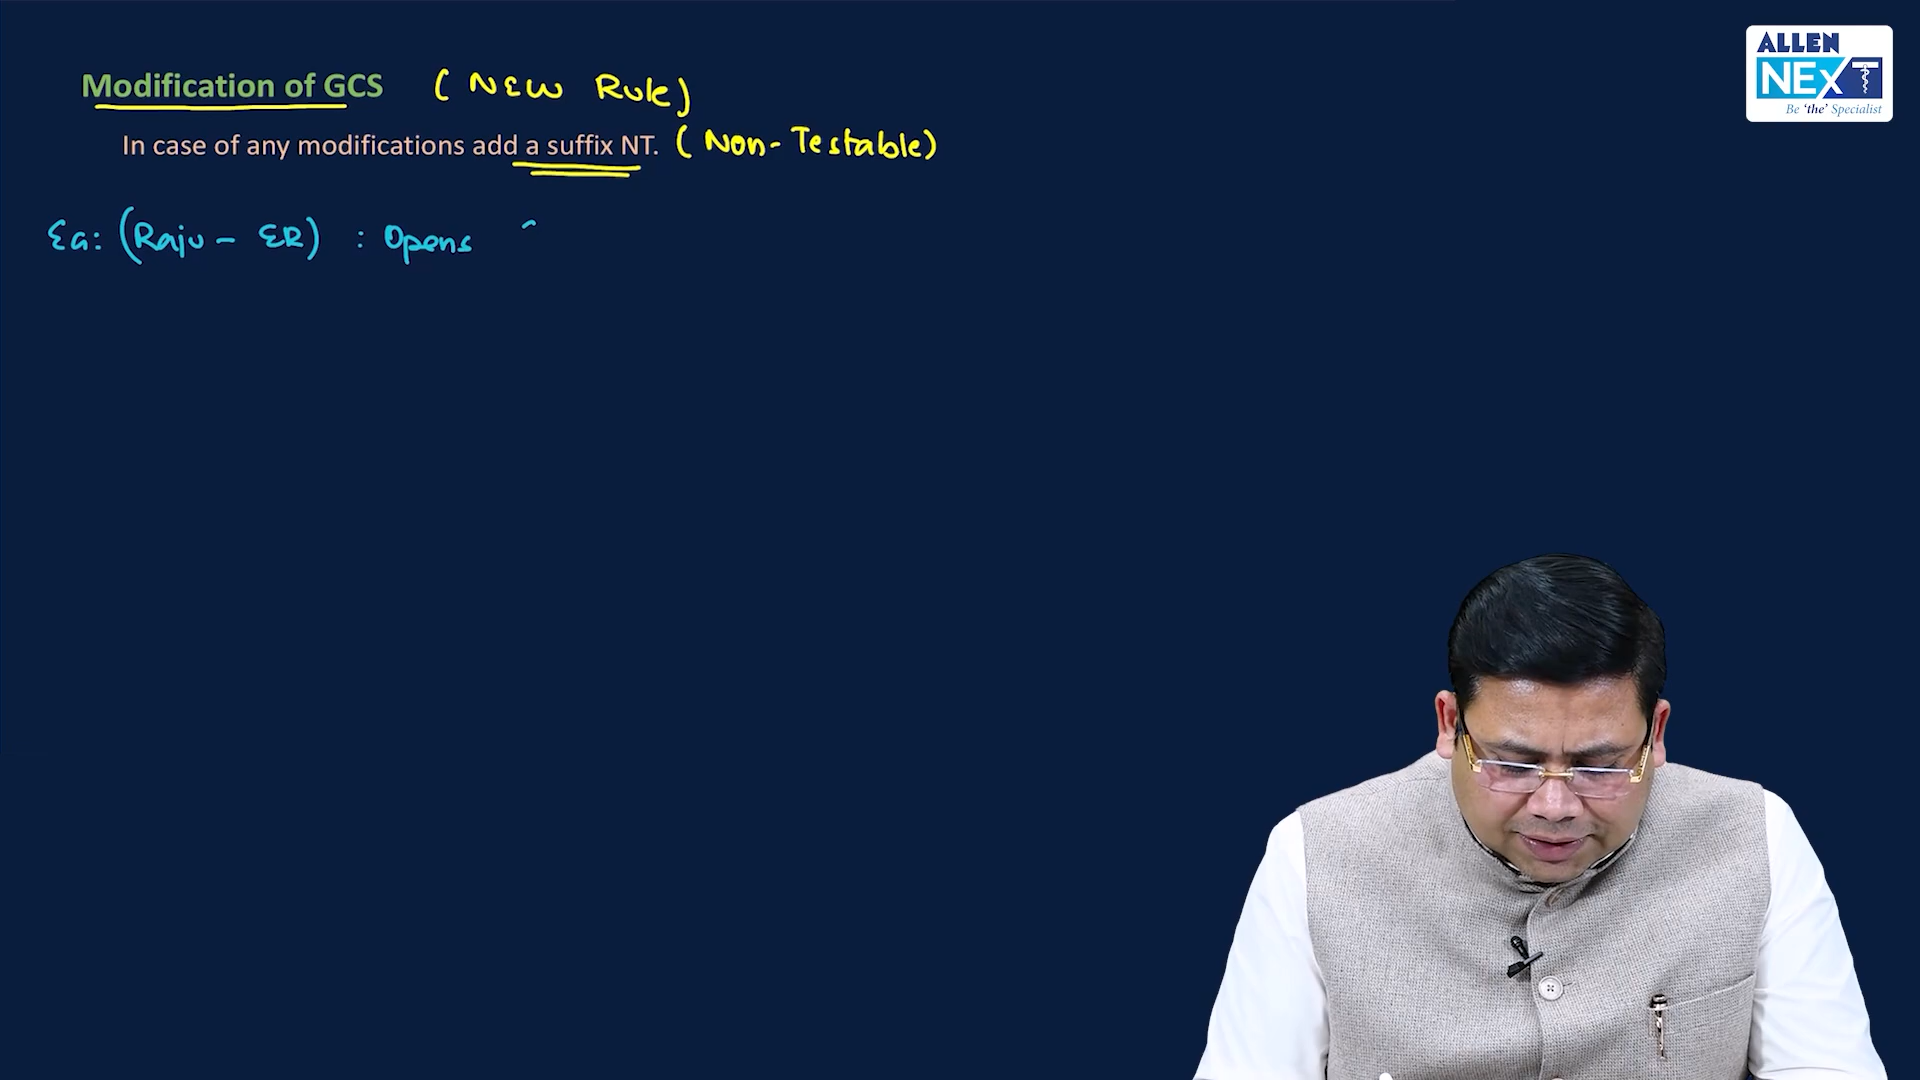 Modification of GCS (NEW Rule)
In case of any modifications add a suffix NT. (Non-Testable)
Eg: (Raju - ER) : Opens
ALLEN
NEXT
Be 'the' Specialist